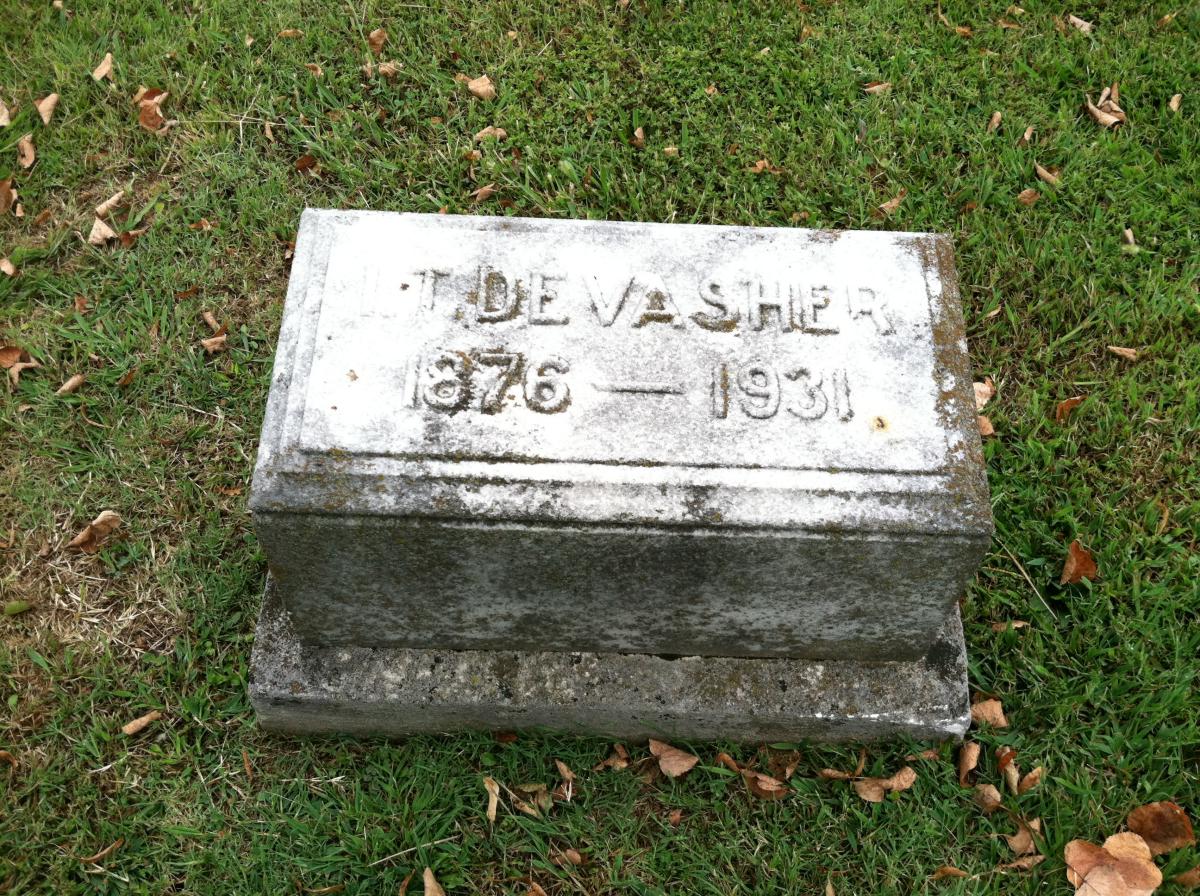 I.T. DEVASHER
1876 — 1931